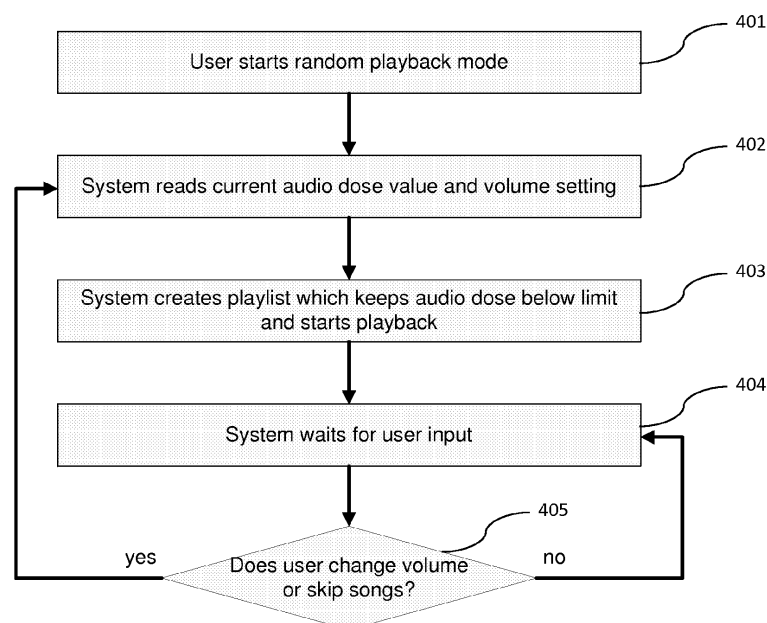 401
User starts random playback mode
402
System reads current audio dose value and volume setting
403
System creates playlist which keeps audio dose below limit
and starts playback
404
System waits for user input
405
yes
Does user change volume
or skip songs?
no